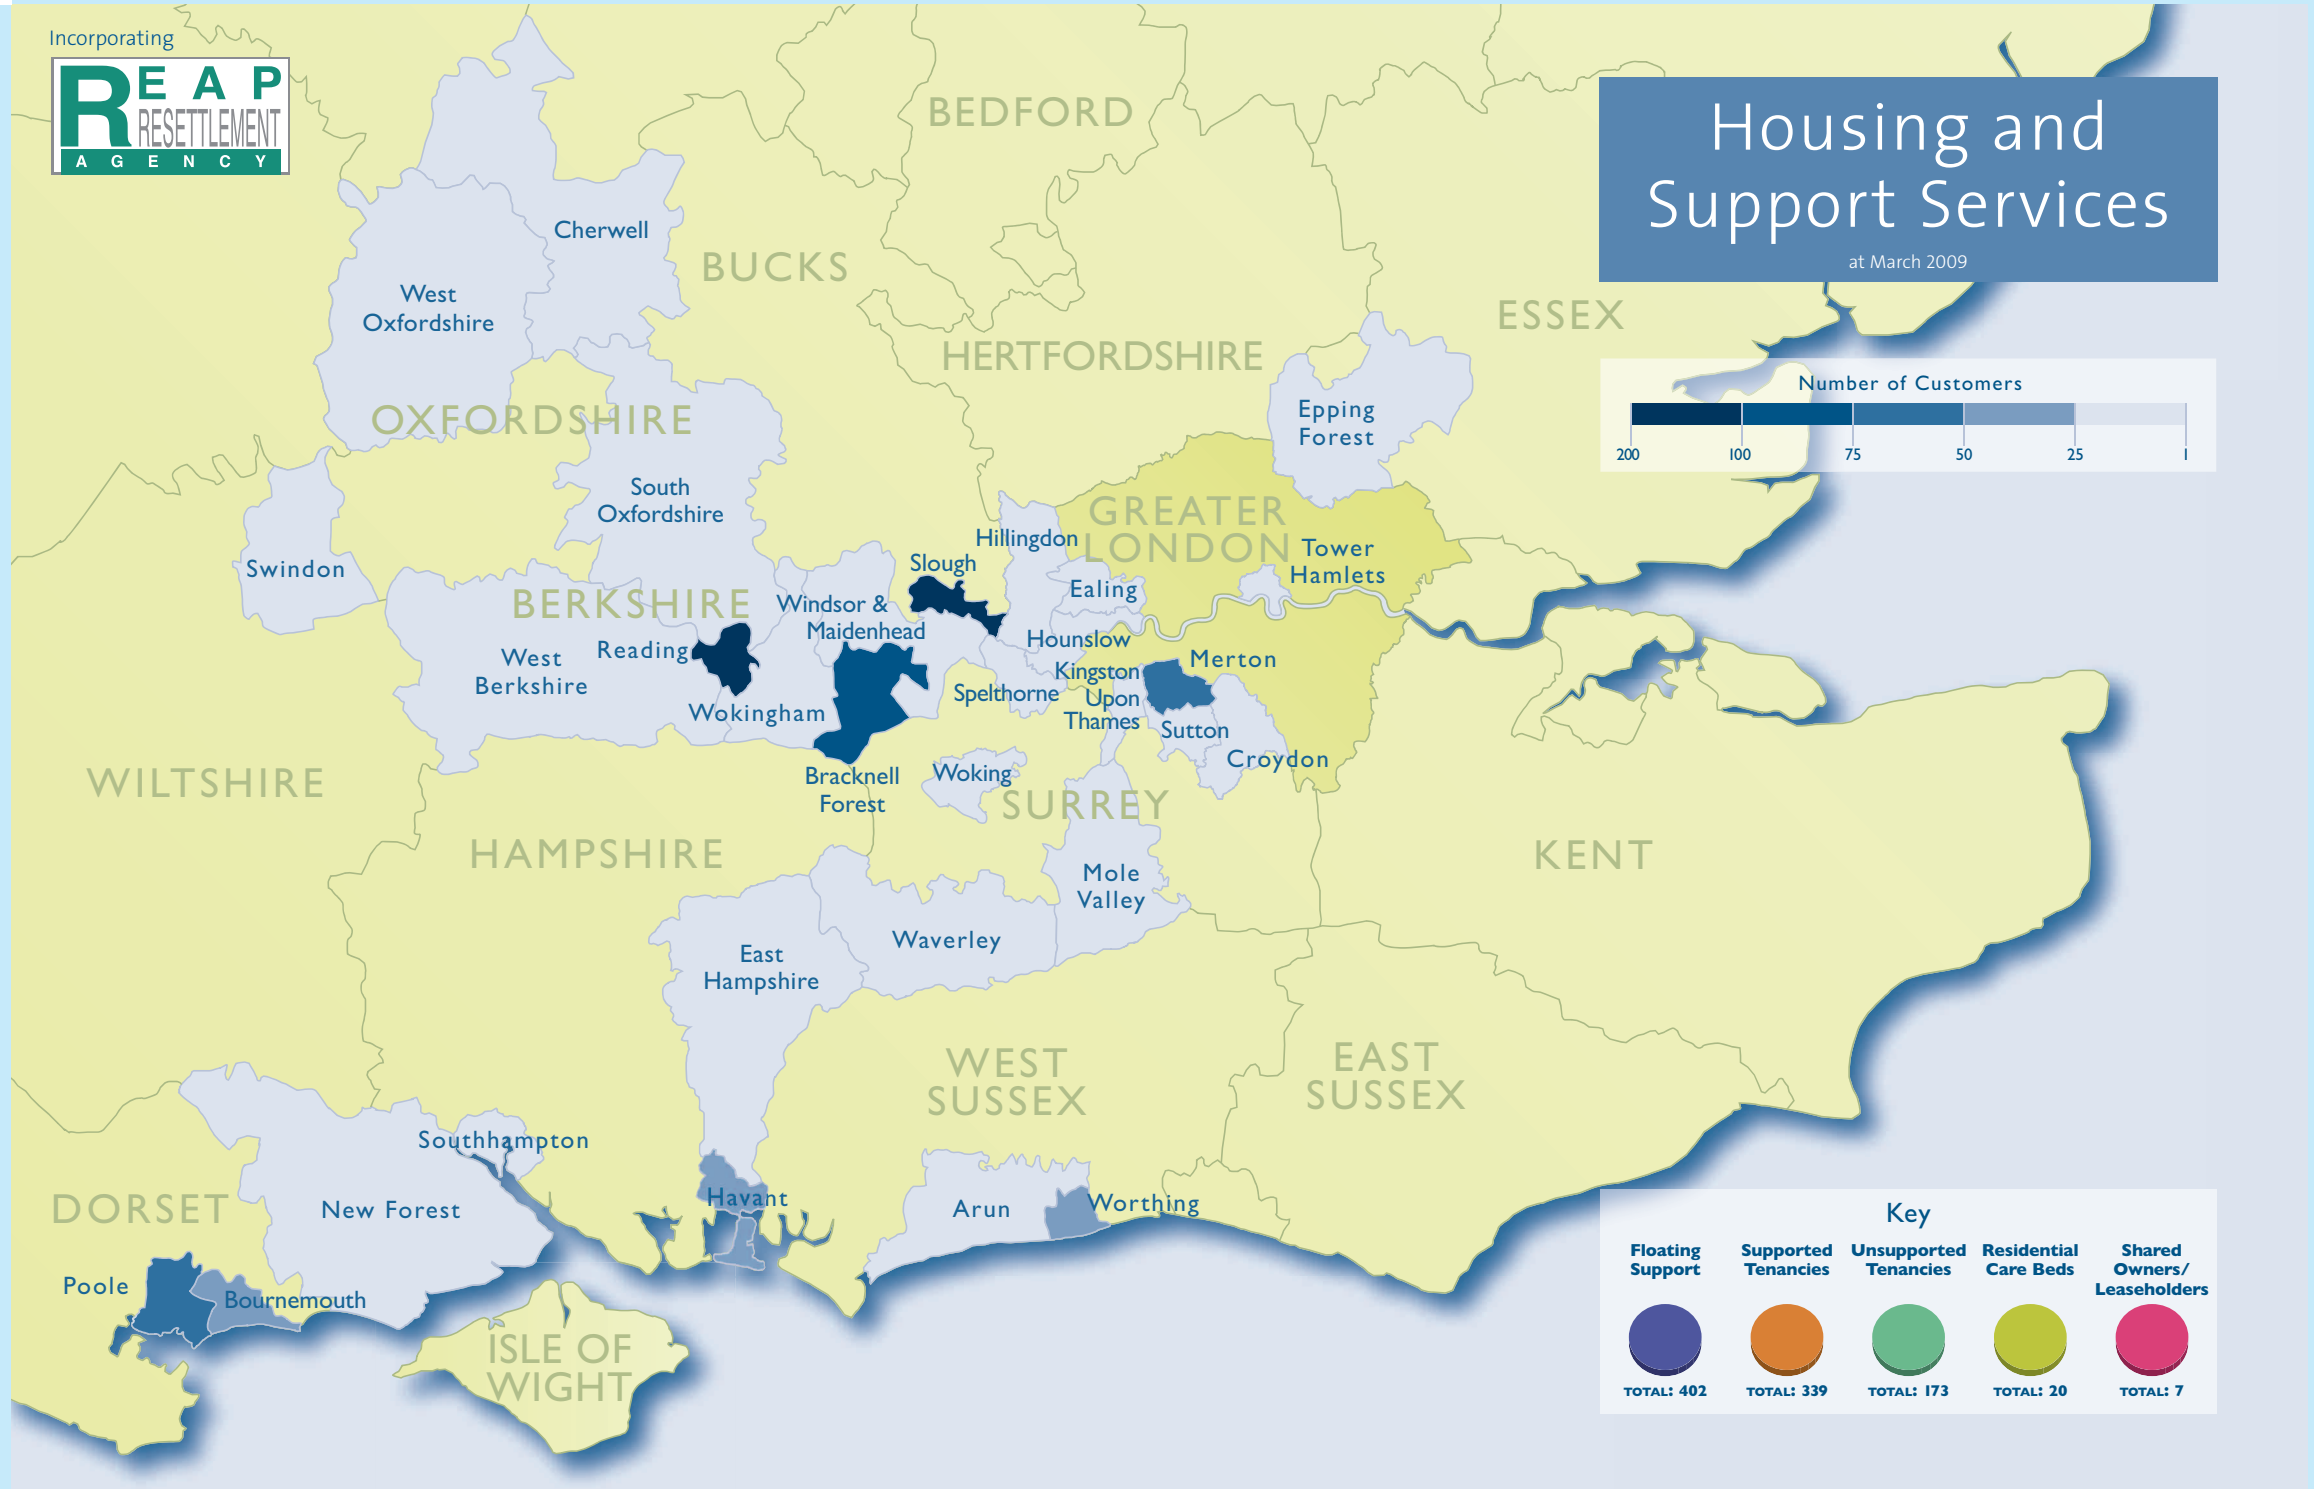 Incorporating
REAP
RESETTLEMENT
AGENCY
Housing and
Support Services
at March 2009
BEDFORD
BUCKS
HERTFORDSHIRE
ESSEX
Cherwell
West
Oxfordshire
OXFORDSHIRE
South
Oxfordshire
Epping
Forest
Number of Customers
200 100 75 50 25 1
GREATER
LONDON
Tower
Hamlets
Hillingdon
Slough
Ealing
Swindon
BERKSHIRE
Windsor &
Maidenhead
Hounslow
Reading
West
Berkshire
Wokingham
Spelthorne
Kingston
Upon
Thames
Merton
Sutton
Croydon
Bracknell
Forest
Woking
SURREY
WILTSHIRE
HAMPSHIRE
KENT
Mole
Valley
Waverley
East
Hampshire
WEST
SUSSEX
EAST
SUSSEX
Southhampton
DORSET
New Forest
Havant
Arun
Worthing
Poole
Bournemouth
ISLE OF
WIGHT
Key
Floating
Support
TOTAL: 402
Supported
Tenancies
TOTAL: 339
Unsupported
Tenancies
TOTAL: 173
Residential
Care Beds
TOTAL: 20
Shared
Owners/
Leaseholders
TOTAL: 7